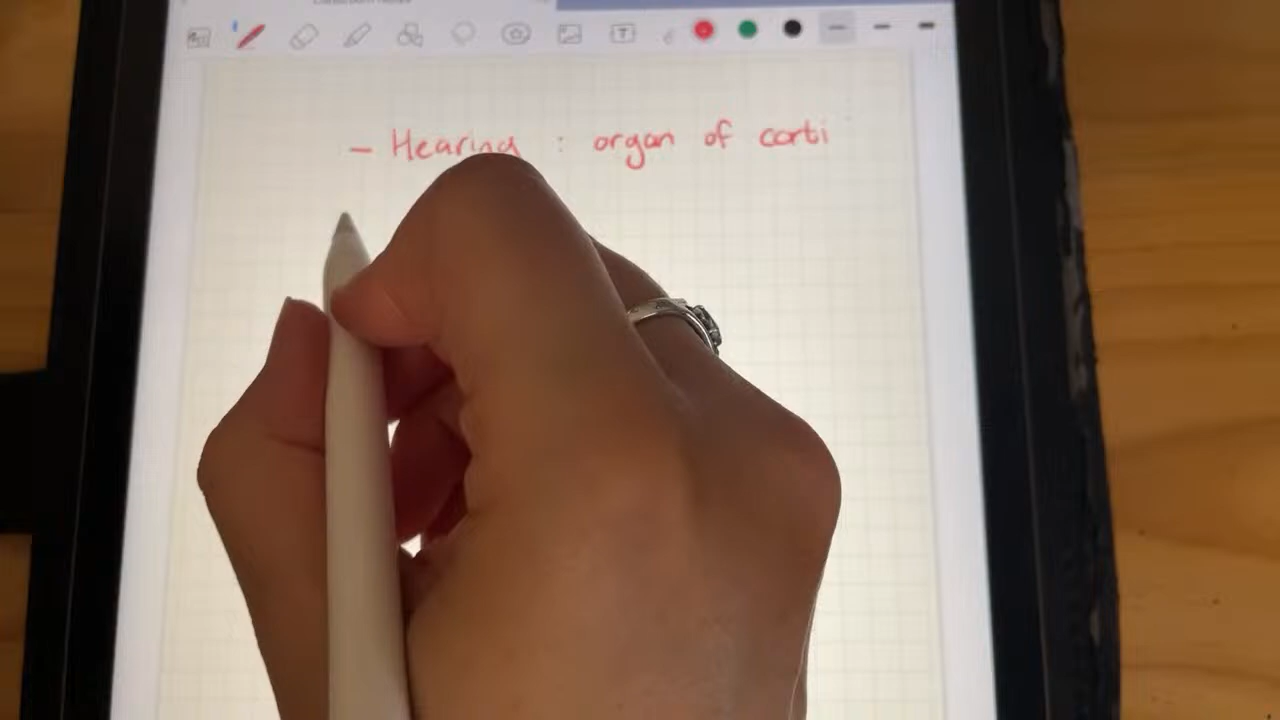 - Hearing : organ of corti